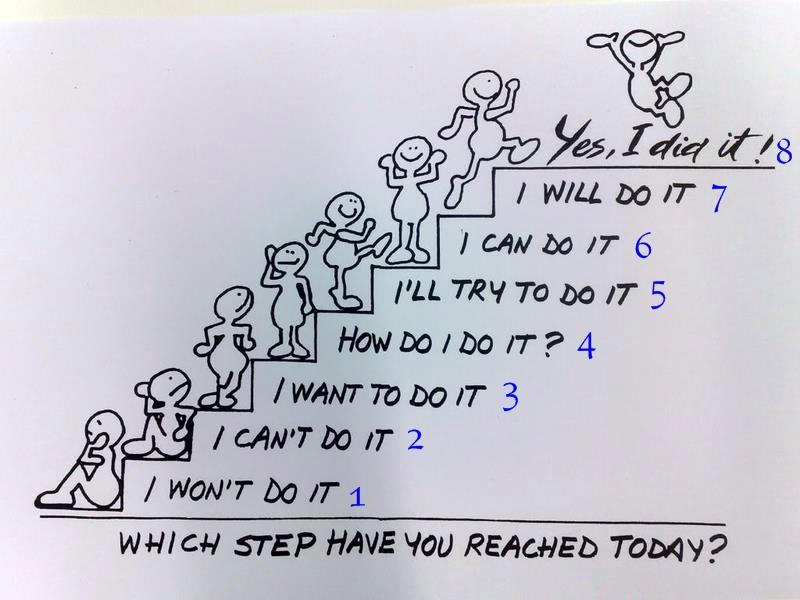 Yes, I did it! 8
I WILL DO IT 7
I CAN DO IT 6
I'LL TRY TO DO IT 5
HOW DO I DO IT? 4
I WANT TO DO IT 3
I CAN'T DO IT 2
I WON'T DO IT 1
WHICH STEP HAVE YOU REACHED TODAY?